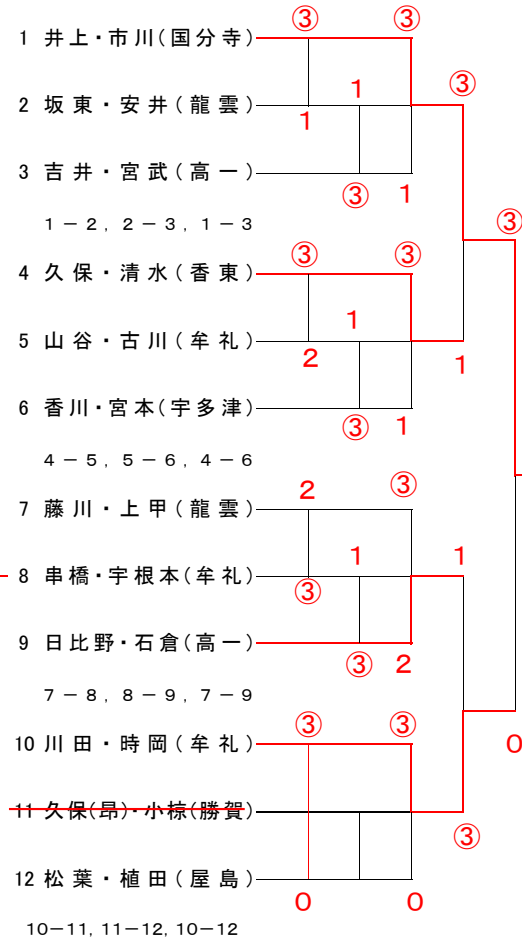 ③ ③
1 井上・市川(国分寺)
③
1
2 坂東・安井(龍雲)
1
3 吉井・宮武(高一)
③ 1
1－2, 2－3, 1－3
③
③ ③
4 久保・清水(香東)
1
5 山谷・古川(牟礼)
2 1
6 香川・宮本(宇多津)
③ 1
4－5, 5－6, 4－6
2 ③
7 藤川・上甲(龍雲)
1 1
8 串橋・宇根本(牟礼)
③
9 日比野・石倉(高一)
③ 2
7－8, 8－9, 7－9
③ ③
10 川田・時岡(牟礼)
0
11 久保(昂)・小椋(勝賀)
③
12 松葉・植田(屋島)
0 0
10－11, 11－12, 10－12